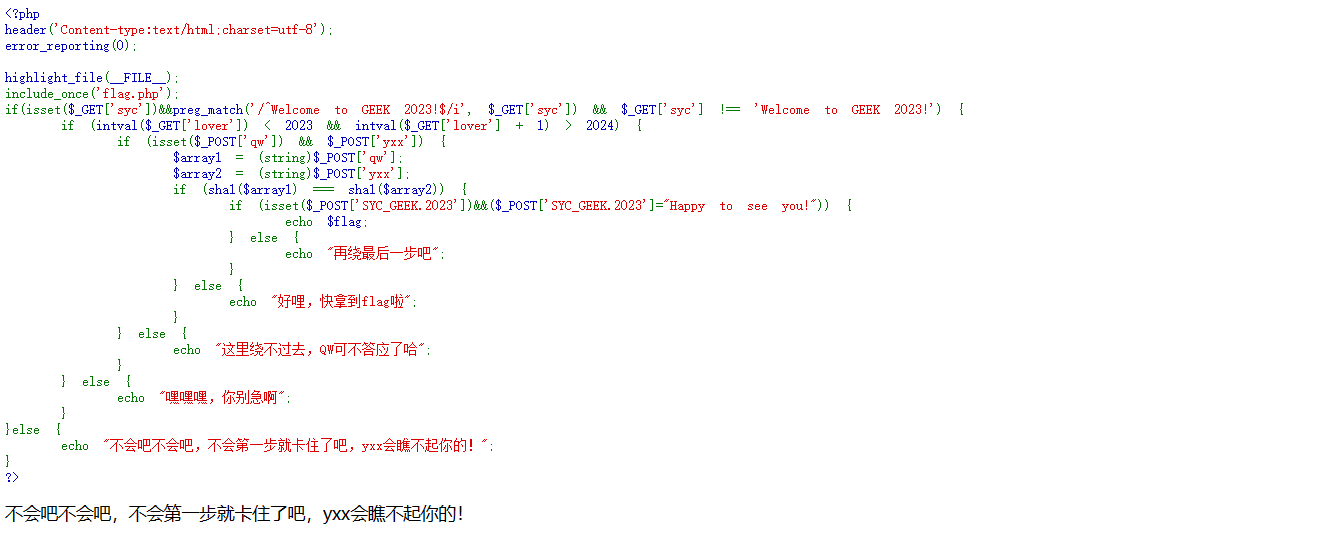 <?php
header('Content-type:text/html;charset=utf-8');
error_reporting(0);

highlight_file(__FILE__);
include_once('flag.php');
if(isset($_GET['syc'])&&preg_match('/^Welcome to GEEK 2023!$/i', $_GET['syc']) && $_GET['syc'] !== 'Welcome to GEEK 2023!') {
        if (intval($_GET['lover']) < 2023 && intval($_GET['lover'] + 1) > 2024) {
                if (isset($_POST['qw']) && $_POST['yxx']) {
                        $array1 = (string)$_POST['qw'];
                        $array2 = (string)$_POST['yxx'];
                        if (sha1($array1) === sha1($array2)) {
                                if (isset($_POST['SYC_GEEK.2023'])&&($_POST['SYC_GEEK.2023']="Happy to see you!")) {
                                        echo $flag;
                                } else {
                                        echo "再绕最后一步吧";
                                }
                        } else {
                                echo "好哩，快拿到flag啦";
                        }
                } else {
                        echo "这里绕不过去，QW可不答应了哈";
                }
        } else {
                echo "嘿嘿嘿，你别急啊";
        }
}else {
        echo "不会吧不会吧，不会第一步就卡住了吧，yxx会瞧不起你的！";
}
?>
不会吧不会吧，不会第一步就卡住了吧，yxx会瞧不起你的！